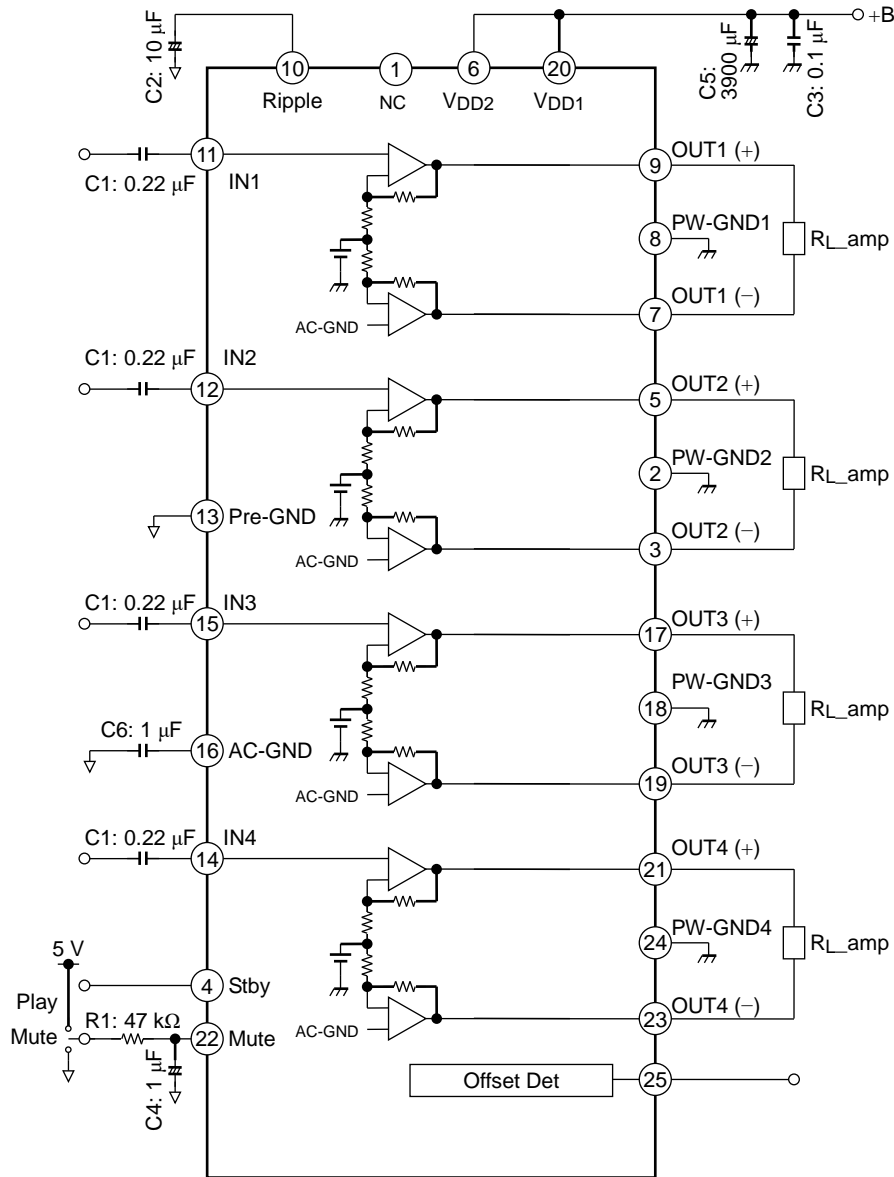 +B
C2: 10 µF
C5: 3900 µF
C3: 0.1 µF
10
1
6
20
Ripple
NC
VDD2
VDD1
11
C1: 0.22 µF
IN1
9
OUT1 (+)
8
PW-GND1
RL_amp
7
OUT1 (−)
AC-GND
C1: 0.22 µF
IN2
12
5
OUT2 (+)
2
PW-GND2
RL_amp
13
Pre-GND
3
OUT2 (−)
AC-GND
C1: 0.22 µF
IN3
15
17
OUT3 (+)
18
PW-GND3
RL_amp
C6: 1 µF
16
AC-GND
19
OUT3 (−)
AC-GND
C1: 0.22 µF
IN4
14
21
OUT4 (+)
24
PW-GND4
RL_amp
5 V
4
Stby
Play
Mute
R1: 47 kΩ
22
Mute
C4: 1 µF
23
OUT4 (−)
AC-GND
Offset Det
25